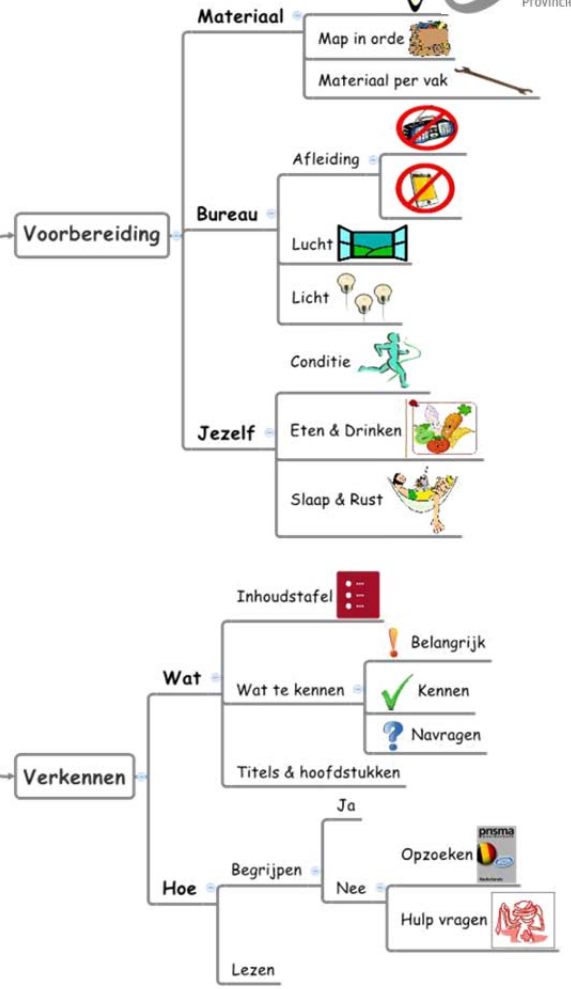 Provincie
Materiaal
Map in orde
Materiaal per vak
Voorbereiding
Bureau
Afleiding
Lucht
Licht
Jezelf
Conditie
Eten & Drinken
Slaap & Rust
Verkennen
Wat
Inhoudstafel
Wat te kennen
Belangrijk
Kennen
Navragen
Titels & hoofdstukken
Hoe
Begrijpen
Ja
Nee
Opzoeken
prisma
Hulp vragen
Lezen